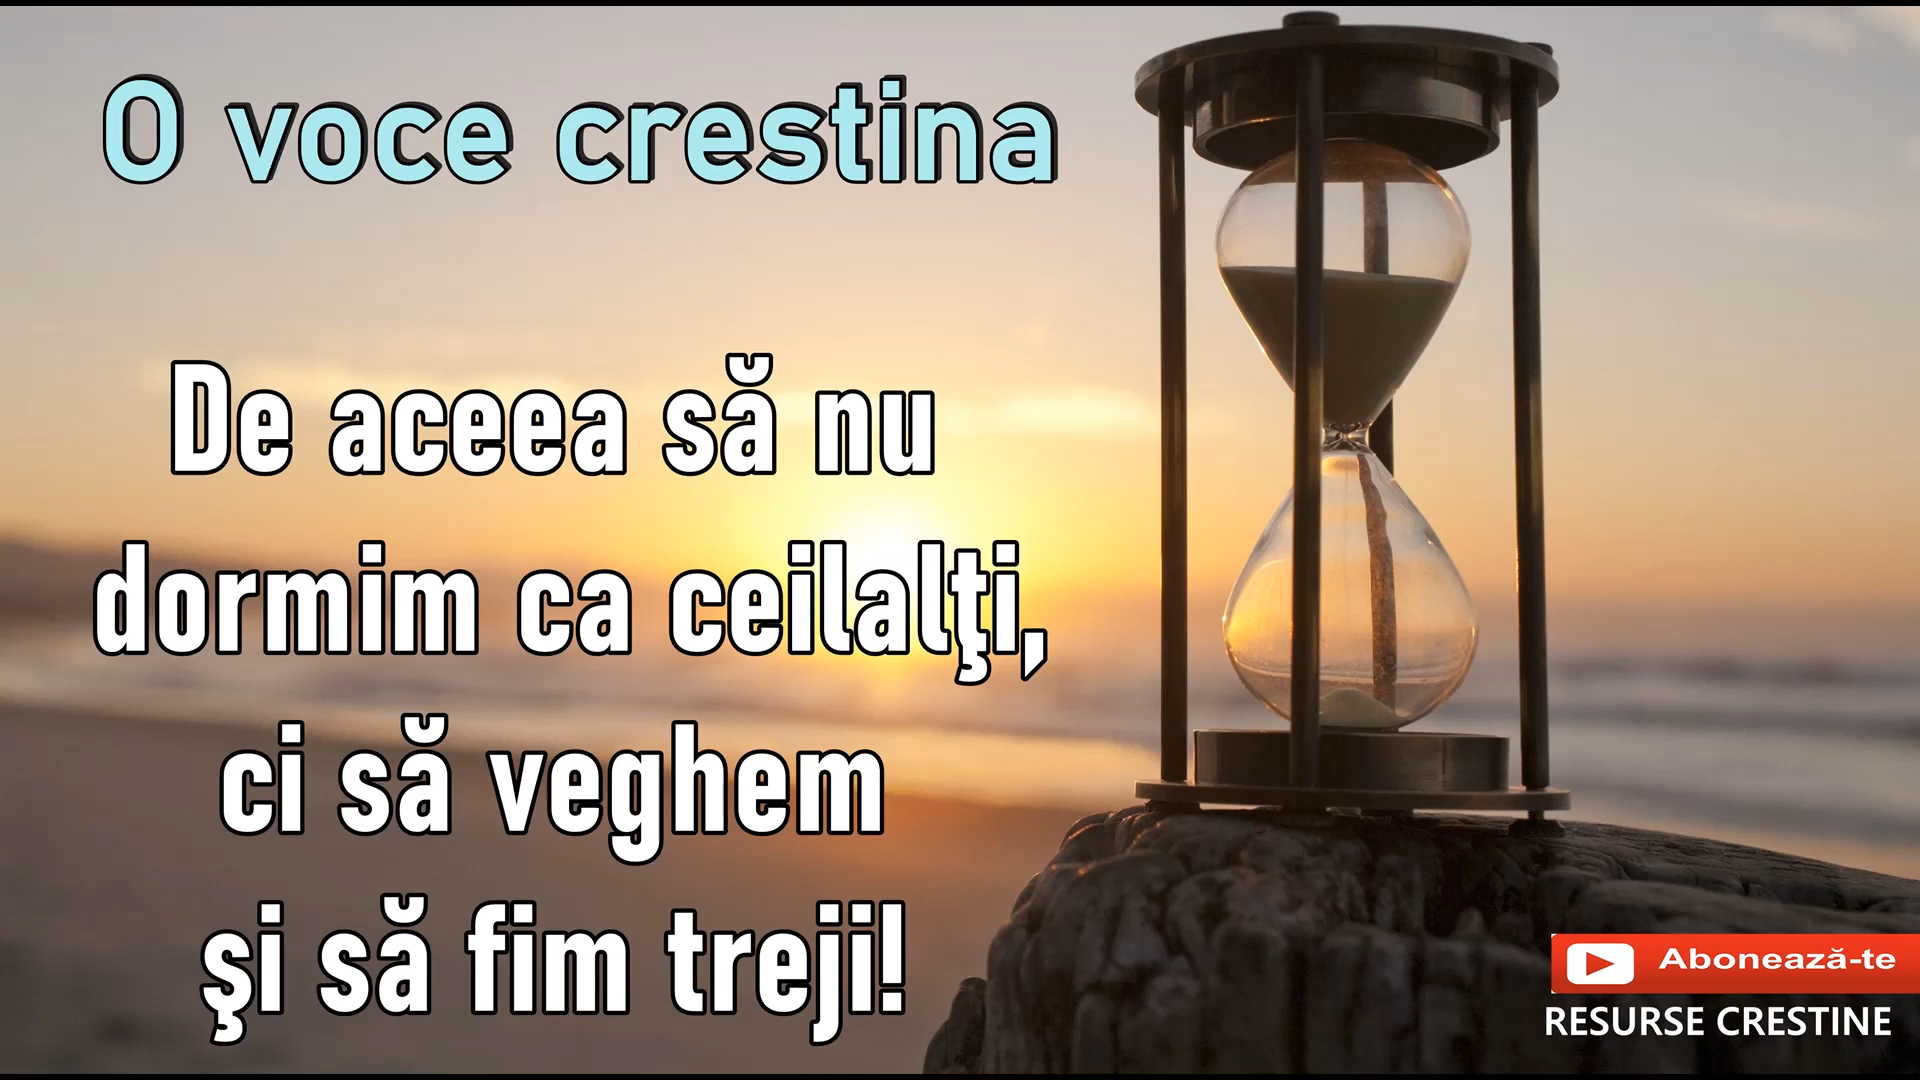 O voce crestina
De aceea să nu
dormim ca ceilalţi,
ci să veghem
şi să fim treji!
Abonează-te
RESURSE CRESTINE